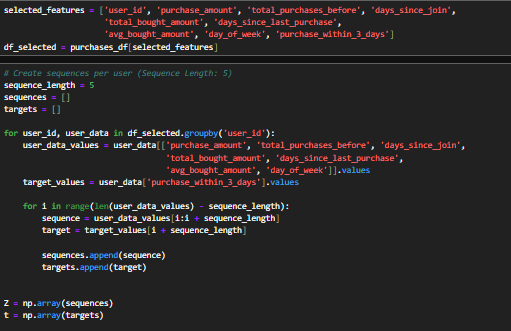 selected_features = ['user_id', 'purchase_amount', 'total_purchases_before', 'days_since_join',
'total_bought_amount', 'days_since_last_purchase',
'avg_bought_amount', 'day_of_week', 'purchase_within_3_days']
df_selected = purchases_df[selected_features]
# Create sequences per user (Sequence Length: 5)
sequence_length = 5
sequences = []
targets = []
for user_id, user_data in df_selected.groupby('user_id'):
user_data_values = user_data[['purchase_amount', 'total_purchases_before', 'days_since_join',
'total_bought_amount', 'days_since_last_purchase',
'avg_bought_amount', 'day_of_week']].values
target_values = user_data['purchase_within_3_days'].values
for i in range(len(user_data_values) - sequence_length):
sequence = user_data_values[i:i + sequence_length]
target = target_values[i + sequence_length]
sequences.append(sequence)
targets.append(target)
Z = np.array(sequences)
t = np.array(targets)